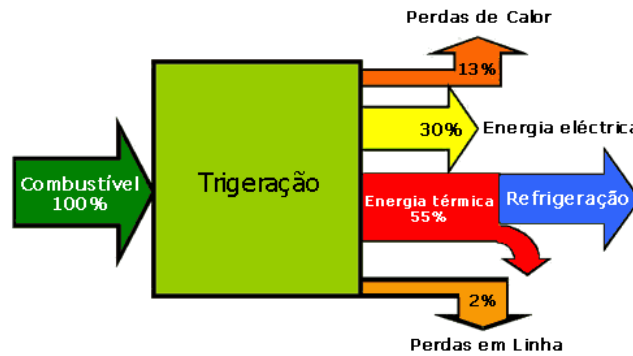 Perdas de Calor
13%
30%
Energia eléctrica
Combustível
100%
Trigeração
Energia térmica
55%
Refrigeração
2%
Perdas em Linha